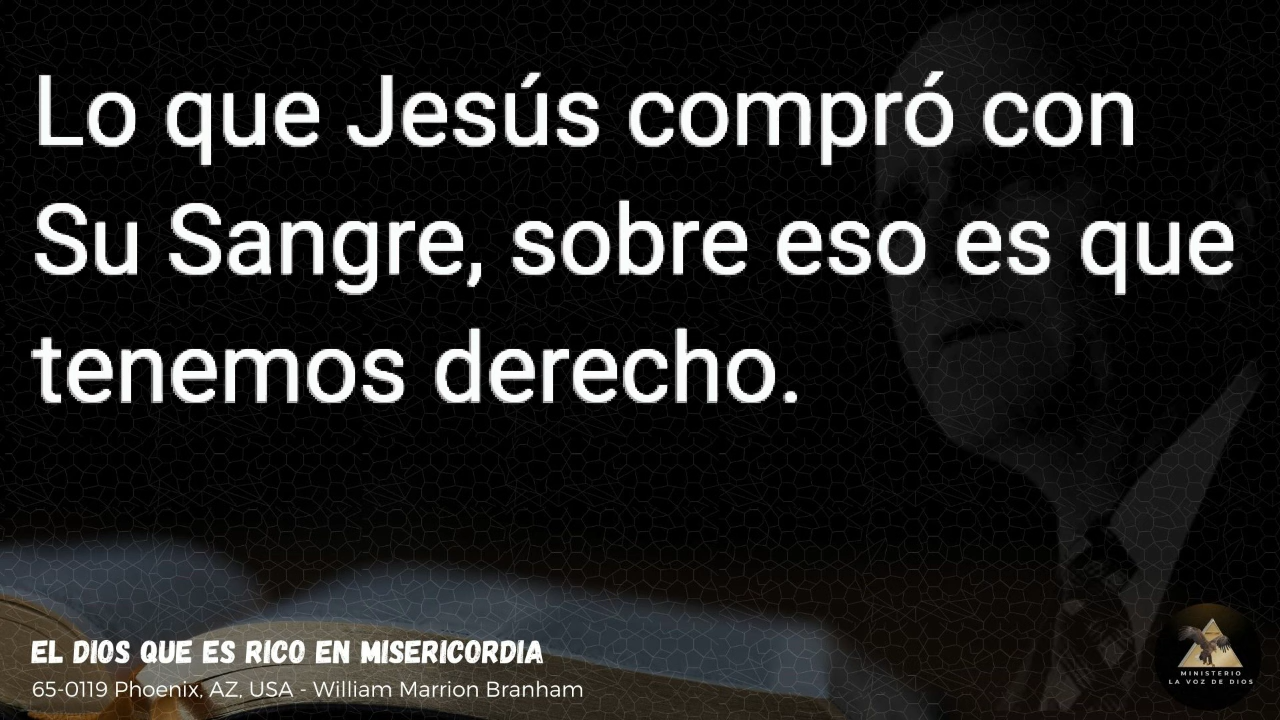 Lo que Jesús compró con
Su Sangre, sobre eso es que
tenemos derecho.
EL DIOS QUE ES RICO EN MISERICORDIA
65-0119 Phoenix, AZ, USA - William Marrion Branham
MINISTERIO
LA VOZ DE DIOS